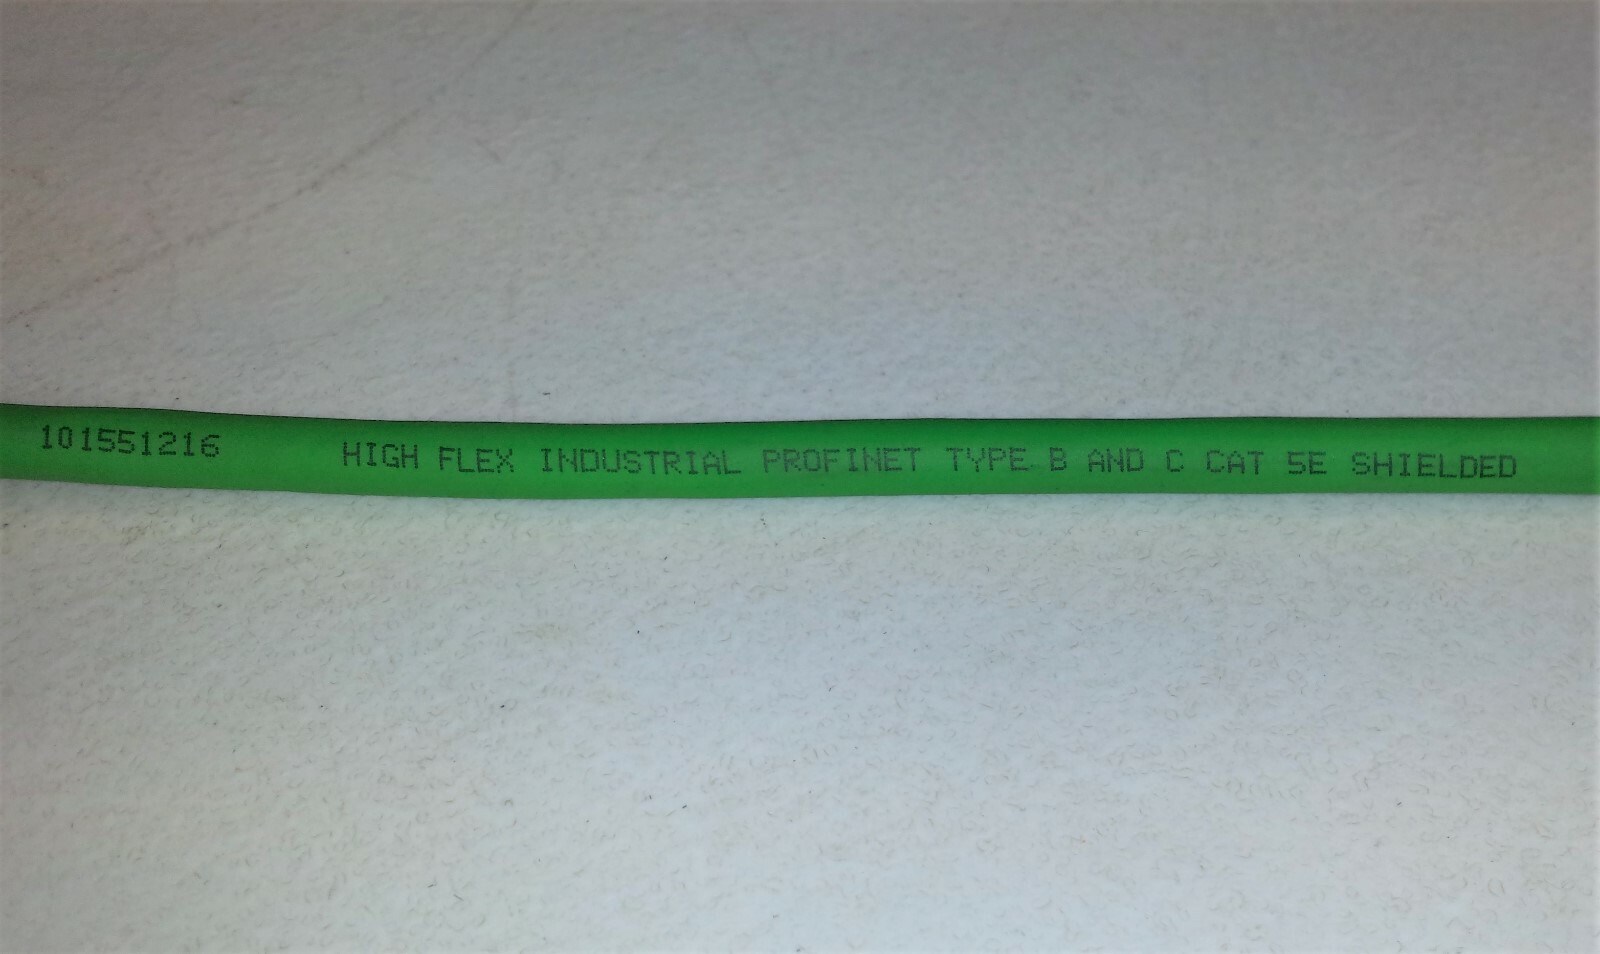 101551216 HIGH FLEX INDUSTRIAL PROFINET TYPE B AND C CAT 5E SHIELDED